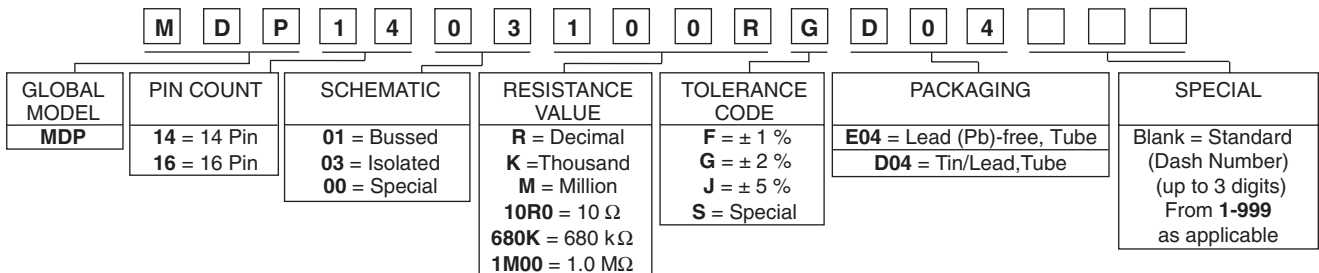 M D P 1 4 0 3 1 0 0 R G D 0 4
GLOBAL MODEL
MDP
PIN COUNT
14 = 14 Pin
16 = 16 Pin
SCHEMATIC
01 = Bussed
03 = Isolated
00 = Special
RESISTANCE VALUE
R = Decimal
K =Thousand
M = Million
10R0 = 10 Ω
680K = 680 kΩ
1M00 = 1.0 MΩ
TOLERANCE CODE
F = ± 1 %
G = ± 2 %
J = ± 5 %
S = Special
PACKAGING
E04 = Lead (Pb)-free, Tube
D04 = Tin/Lead,Tube
SPECIAL
Blank = Standard
(Dash Number)
(up to 3 digits)
From 1-999
as applicable